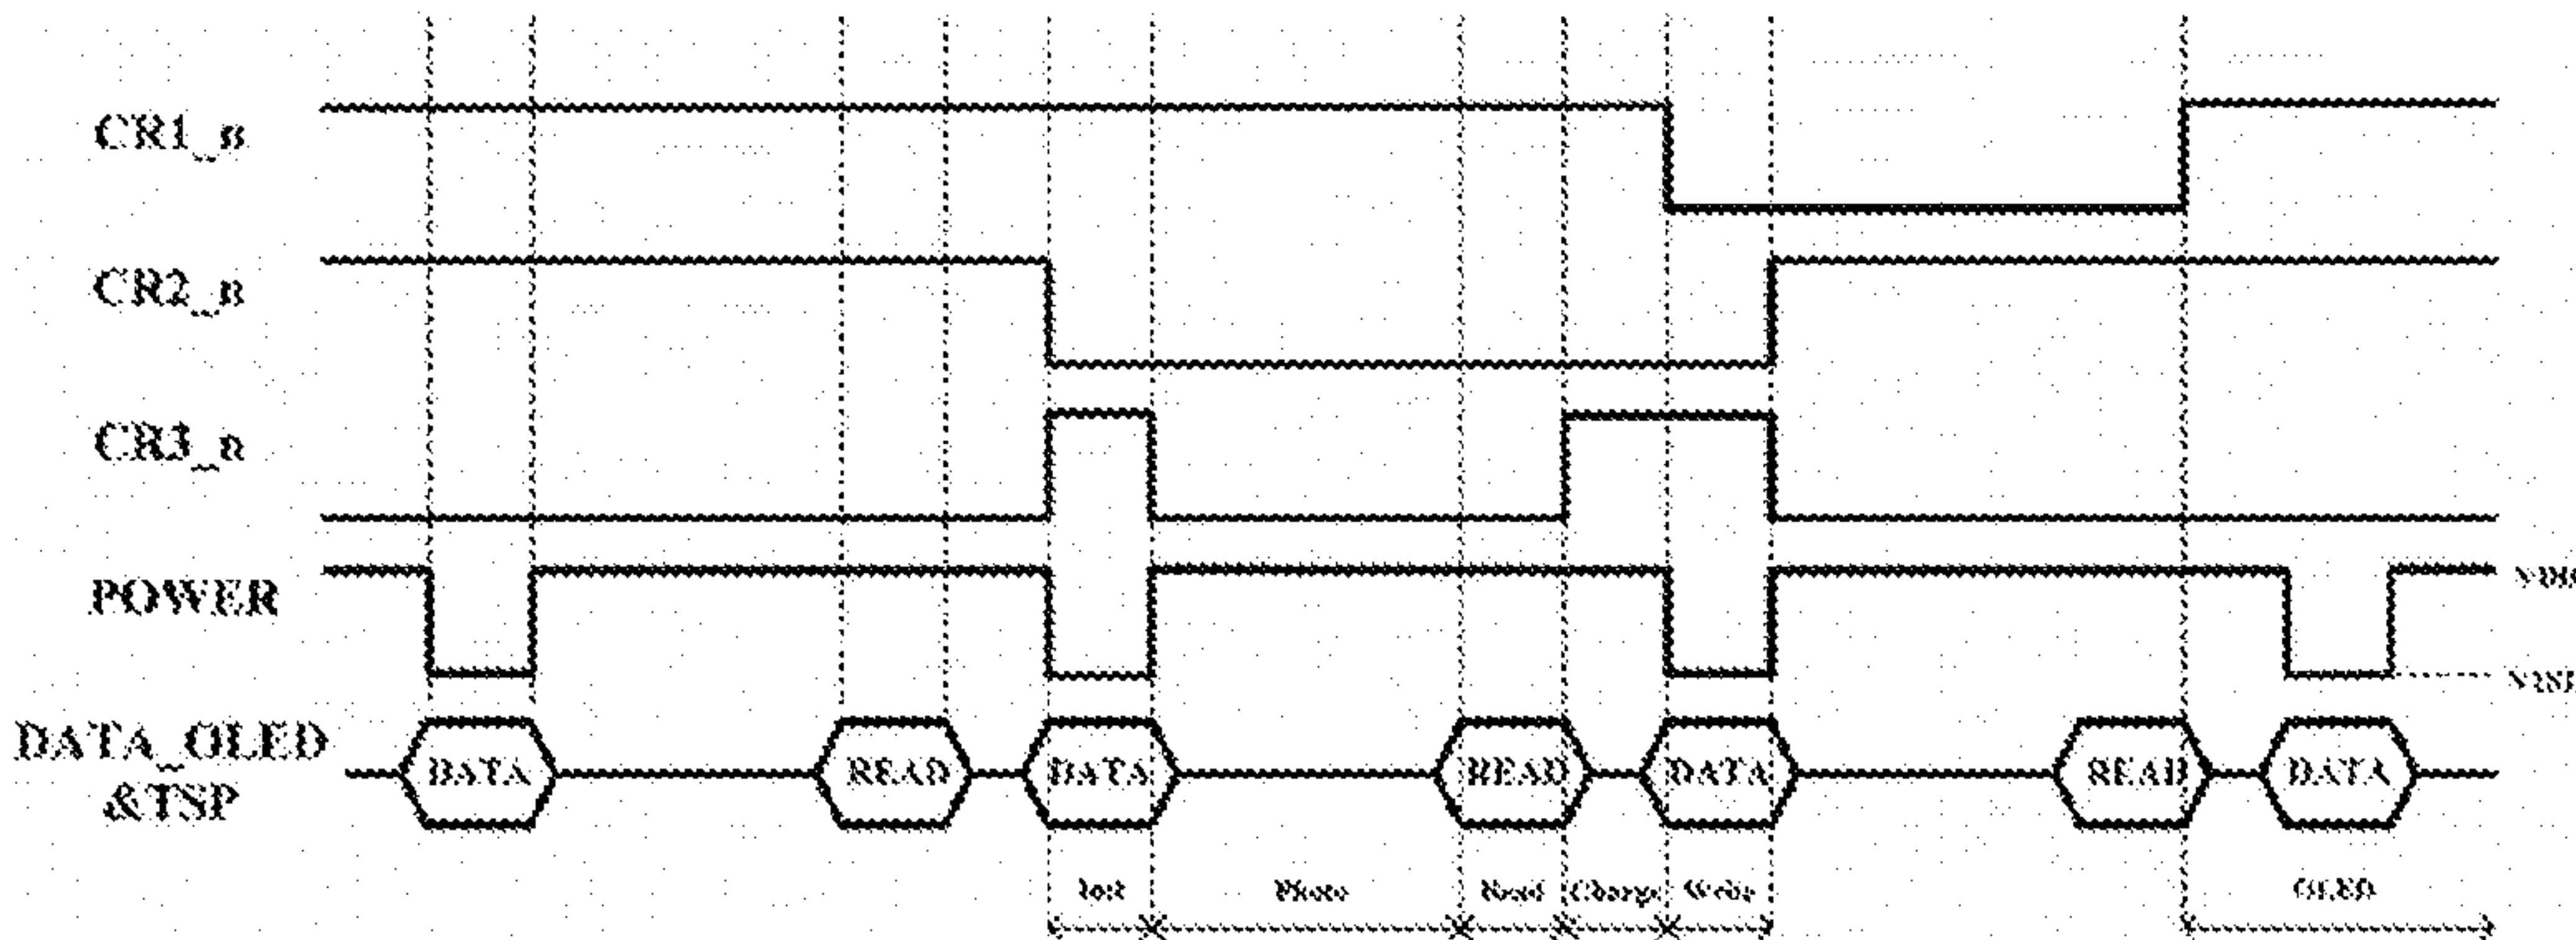 CR1_n
CR2_n
CR3_n
POWER
DATA_OLED
&TSP
DATA READ DATA READ DATA READ DATA
Init Photo Read Charge Write OLED